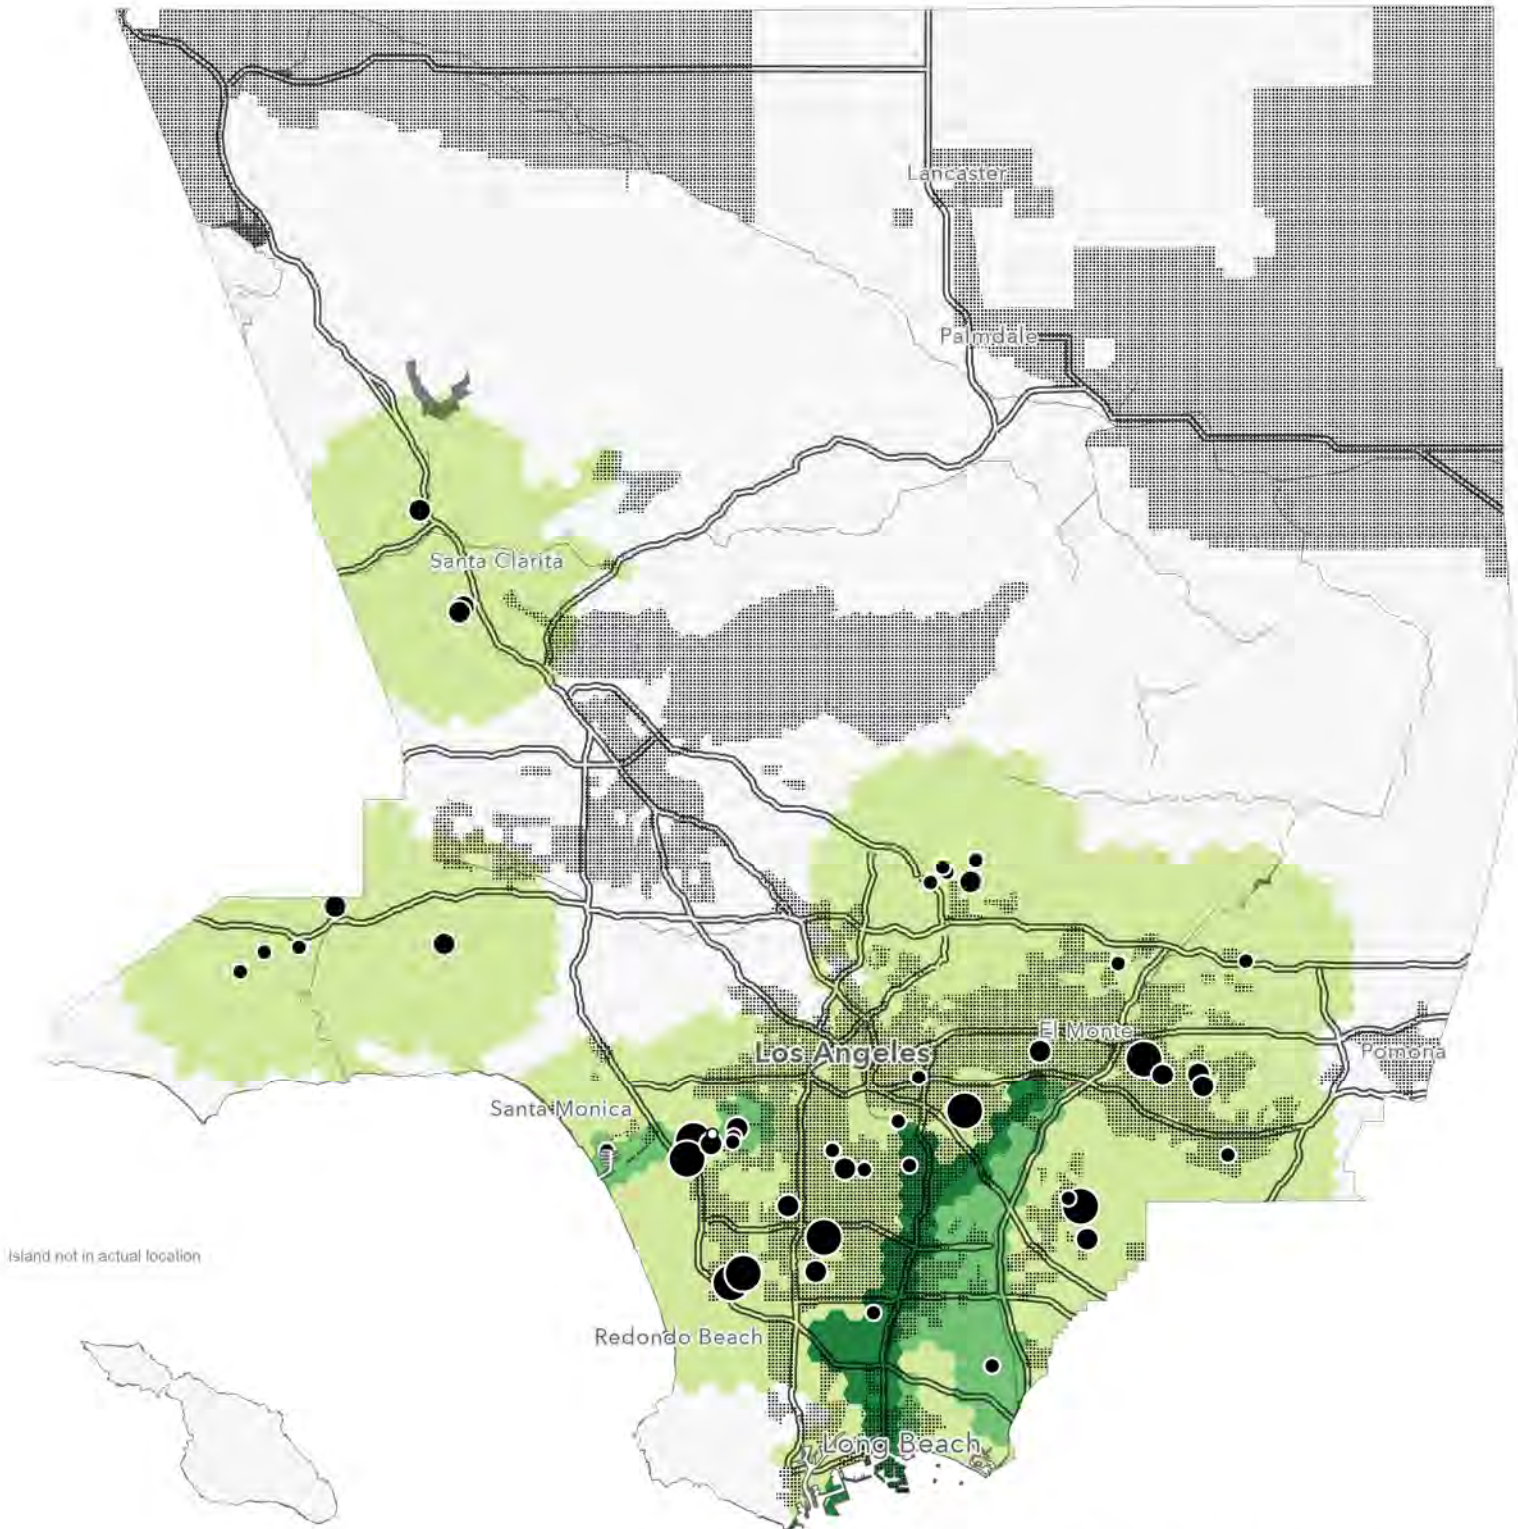 Lancaster
Palmdale
Santa Clarita
El Monte
Los Angeles
Pomona
Santa Monica
Island not in actual location
Redondo Beach
Long Beach